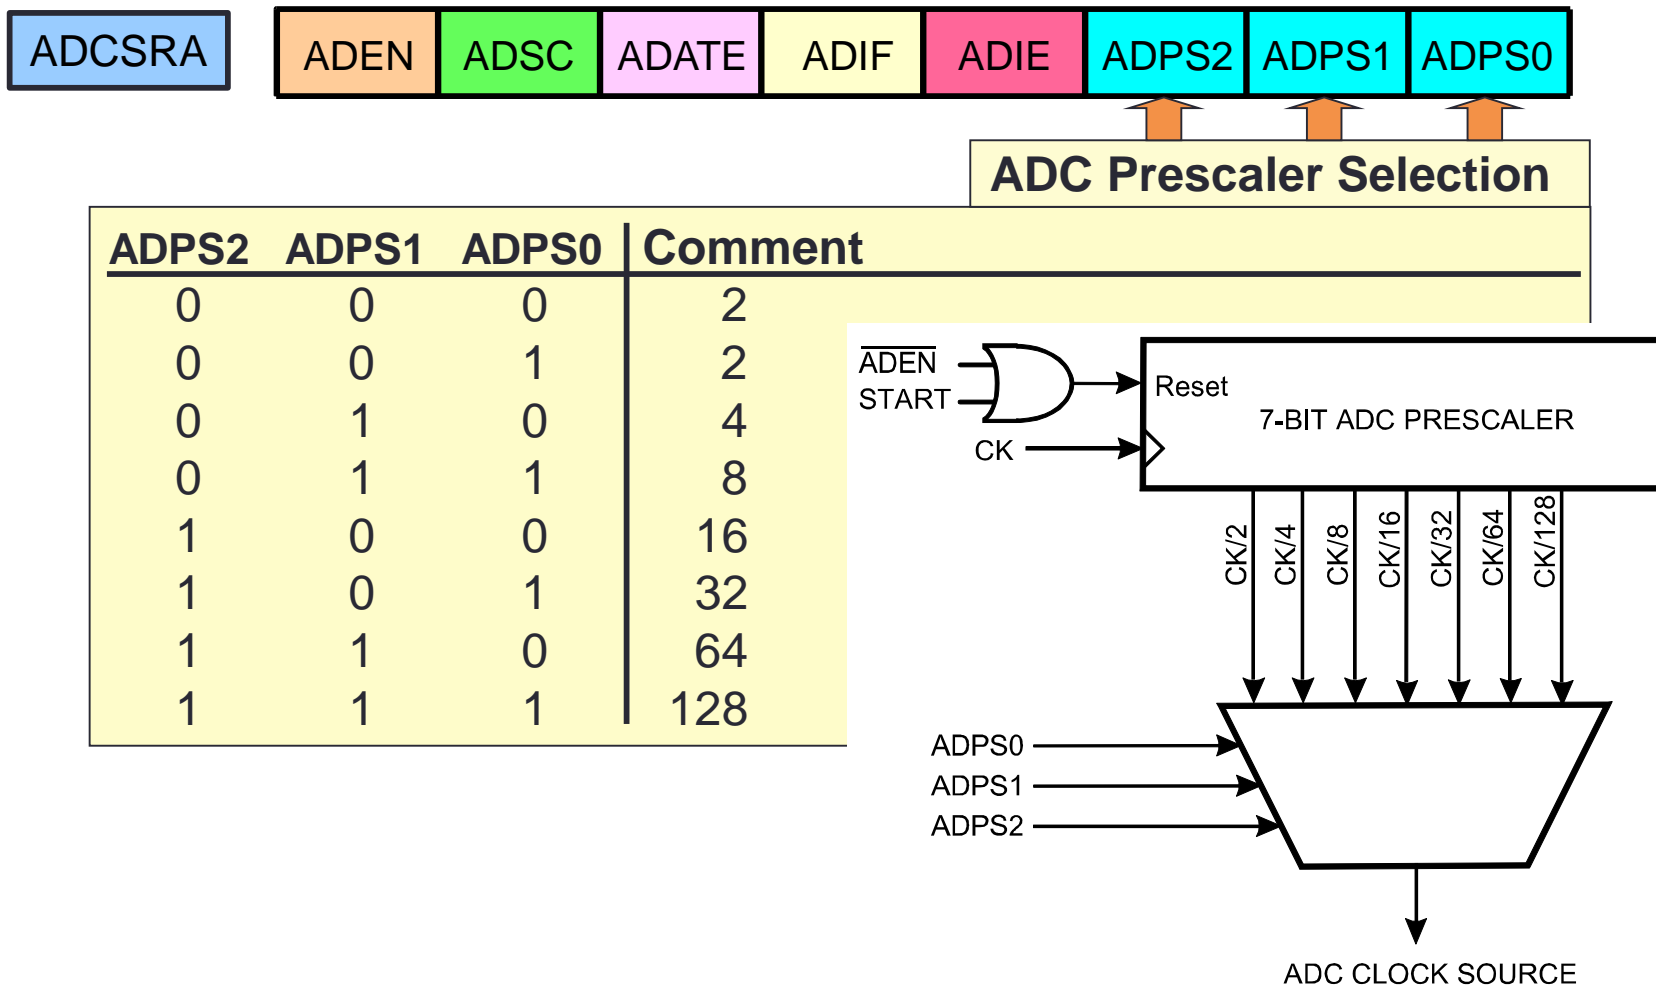 ADCSRA ADEN ADSC ADATE ADIF ADIE ADPS2 ADPS1 ADPS0
ADC Prescaler Selection
ADPS2 ADPS1 ADPS0 Comment
0 0 0 2
0 0 1 2
0 1 0 4
0 1 1 8
1 0 0 16
1 0 1 32
1 1 0 64
1 1 1 128
ADEN
START
CK
Reset
7-BIT ADC PRESCALER
CK/2
CK/4
CK/8
CK/16
CK/32
CK/64
CK/128
ADPS0
ADPS1
ADPS2
ADC CLOCK SOURCE